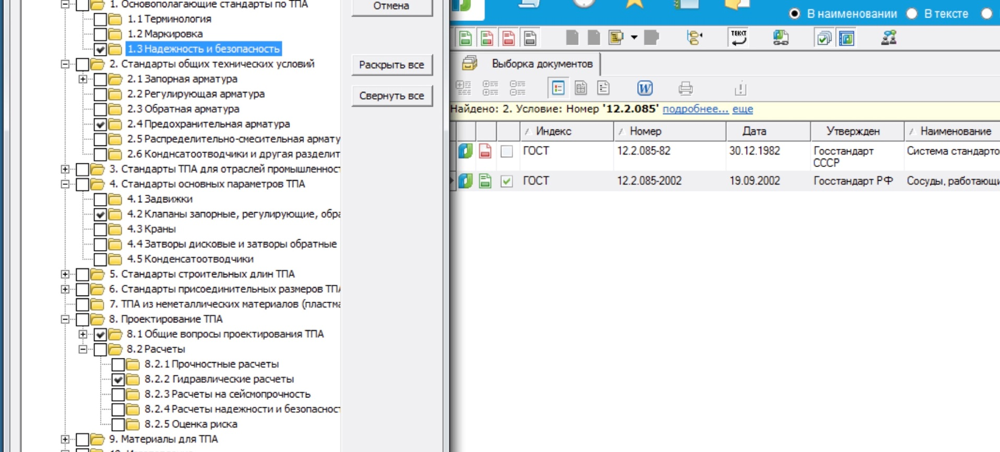 1. Основополагающие стандарты по ТПА
1.1 Терминология
1.2 Маркировка
1.3 Надежность и безопасность
2. Стандарты общих технических условий
2.1 Запорная арматура
2.2 Регулирующая арматура
2.3 Обратная арматура
2.4 Предохранительная арматура
2.5 Распределительно-смесительная армату
2.6 Конднсатоотводчики и другая разделит
3. Стандарты ТПА для отраслей промышленност
4. Стандарты основных параметров ТПА
4.1 Задвижки
4.2 Клапаны запорные, регулирующие, обра
4.3 Краны
4.4 Затворы дисковые и затворы обратные
4.5 Конденсатоотводчики
5. Стандарты строительных длин ТПА
6. Стандарты присоединительных размеров ТПА
7. ТПА из неметаллических материалов (пластма
8. Проектирование ТПА
8.1 Общие вопросы проектирования ТПА
8.2 Расчеты
8.2.1 Прочностные расчеты
8.2.2 Гидравлические расчеты
8.2.3 Расчеты на сейсмопрочность
8.2.4 Расчеты надежности и безопасност
8.2.5 Оценка риска
9. Материалы для ТПА
Отмена
Раскрыть все
Свернуть все
В наименовании В тексте
ТЕКСТ
Выборка документов
W
Найдено: 2. Условие: Номер '12.2.085' подробнее... еще
Индекс Номер Дата Утвержден Наименование
ГОСТ 12.2.085-82 30.12.1982 Госстандарт СССР Система стандарто
ГОСТ 12.2.085-2002 19.09.2002 Госстандарт РФ Сосуды, работающи